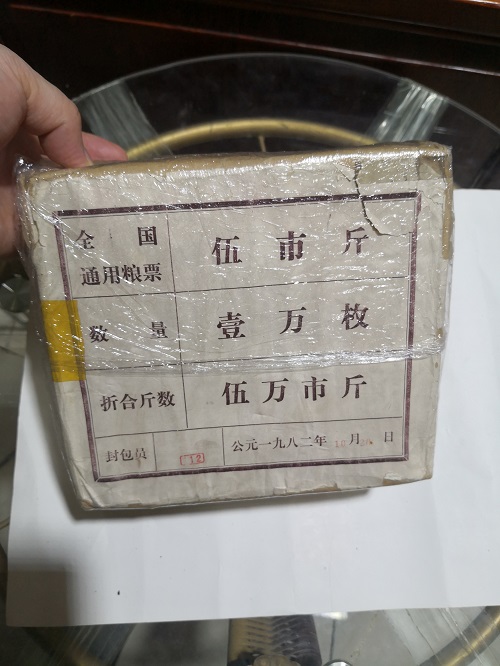 全国 伍市斤
通用粮票
数量 壹万枚
折合斤数 伍万市斤
封包员 (12) 公元一九八二年 月 日